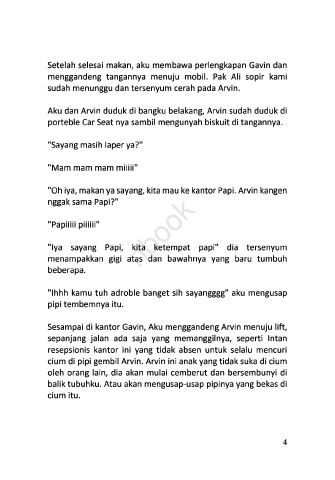 Setelah selesai makan, aku membawa perlengkapan Gavin dan
menggandeng tangannya menuju mobil. Pak Ali sopir kami
sudah menunggu dan tersenyum cerah pada Arvin.
Aku dan Arvin duduk di bangku belakang, Arvin sudah duduk di
porteble Car Seat nya sambil mengunyah biskuit di tangannya.
"Sayang masih laper ya?"
"Mam mam mam miiiii"
"Oh iya, makan ya sayang, kita mau ke kantor Papi. Arvin kangen
nggak sama Papi?"
"Papiiiii piiiiii"
"Iya sayang Papi, kita ketempat papi" dia tersenyum
menampakkan gigi atas dan bawahnya yang baru tumbuh
beberapa.
"Ihhh kamu tuh adroble banget sih sayangggg" aku mengusap
pipi tembemnya itu.
Sesampai di kantor Gavin, Aku menggandeng Arvin menuju lift,
sepanjang jalan ada saja yang memanggilnya, seperti Intan
resepsionis kantor ini yang tidak absen untuk selalu mencuri
cium di pipi gembil Arvin. Arvin ini anak yang tidak suka di cium
oleh orang lain, dia akan mulai cemberut dan bersembunyi di
balik tubuhku. Atau akan mengusap-usap pipinya yang bekas di
cium itu.
4